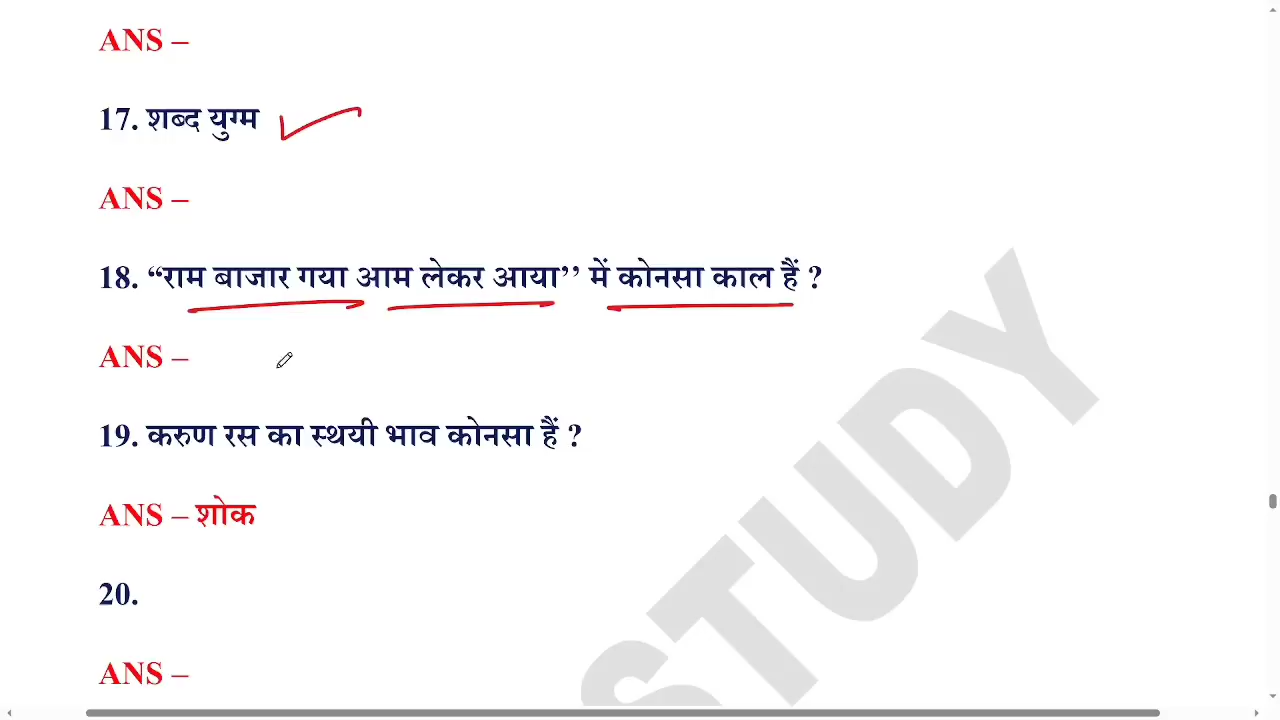 ANS –
17. शब्द युग्म
ANS –
18. “राम बाजार गया आम लेकर आया’’ में कोनसा काल हैं ?
ANS –
19. करुण रस का स्थयी भाव कोनसा हैं ?
ANS – शोक
20.
ANS –
STUDY